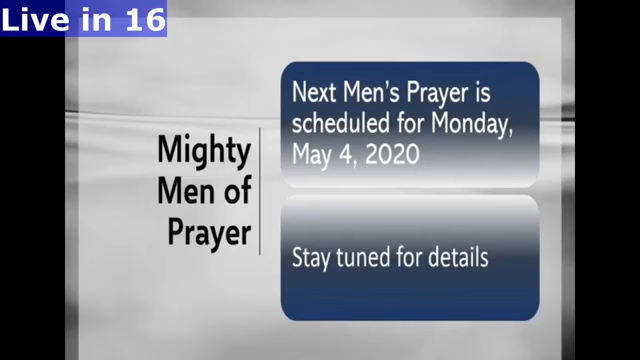 Live in 16
Mighty
Men of
Prayer
Next Men's Prayer is
scheduled for Monday,
May 4, 2020
Stay tuned for details